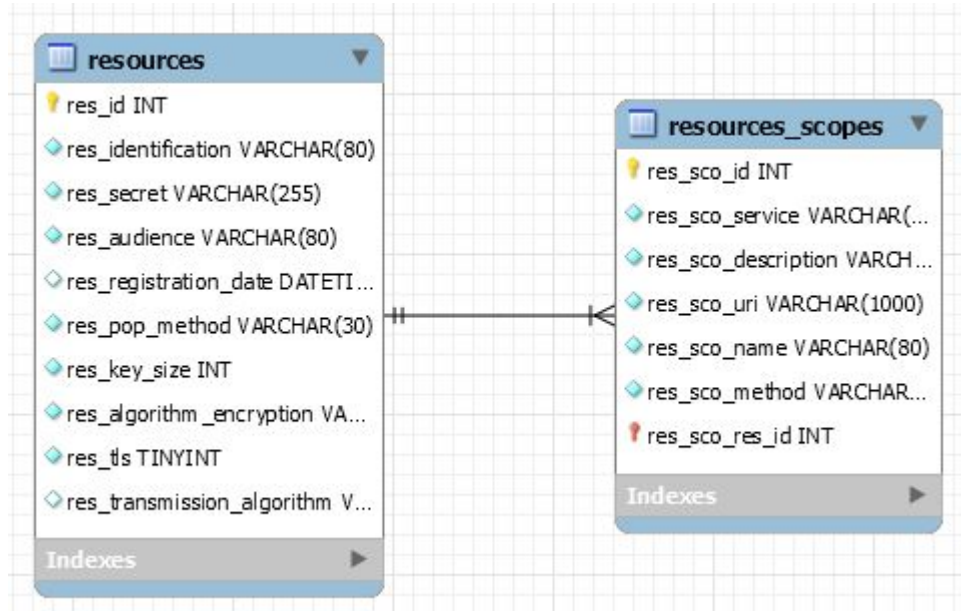 resources
res_id INT
res_identification VARCHAR(80)
res_secret VARCHAR(255)
res_audience VARCHAR(80)
res_registration_date DATETI...
res_pop_method VARCHAR(30)
res_key_size INT
res_algorithm_encryption VA...
res_tls TINYINT
res_transmission_algorithm V...
Indexes
resources_scopes
res_sco_id INT
res_sco_service VARCHAR(...
res_sco_description VARCH...
res_sco_uri VARCHAR(1000)
res_sco_name VARCHAR(80)
res_sco_method VARCHAR...
res_sco_res_id INT
Indexes